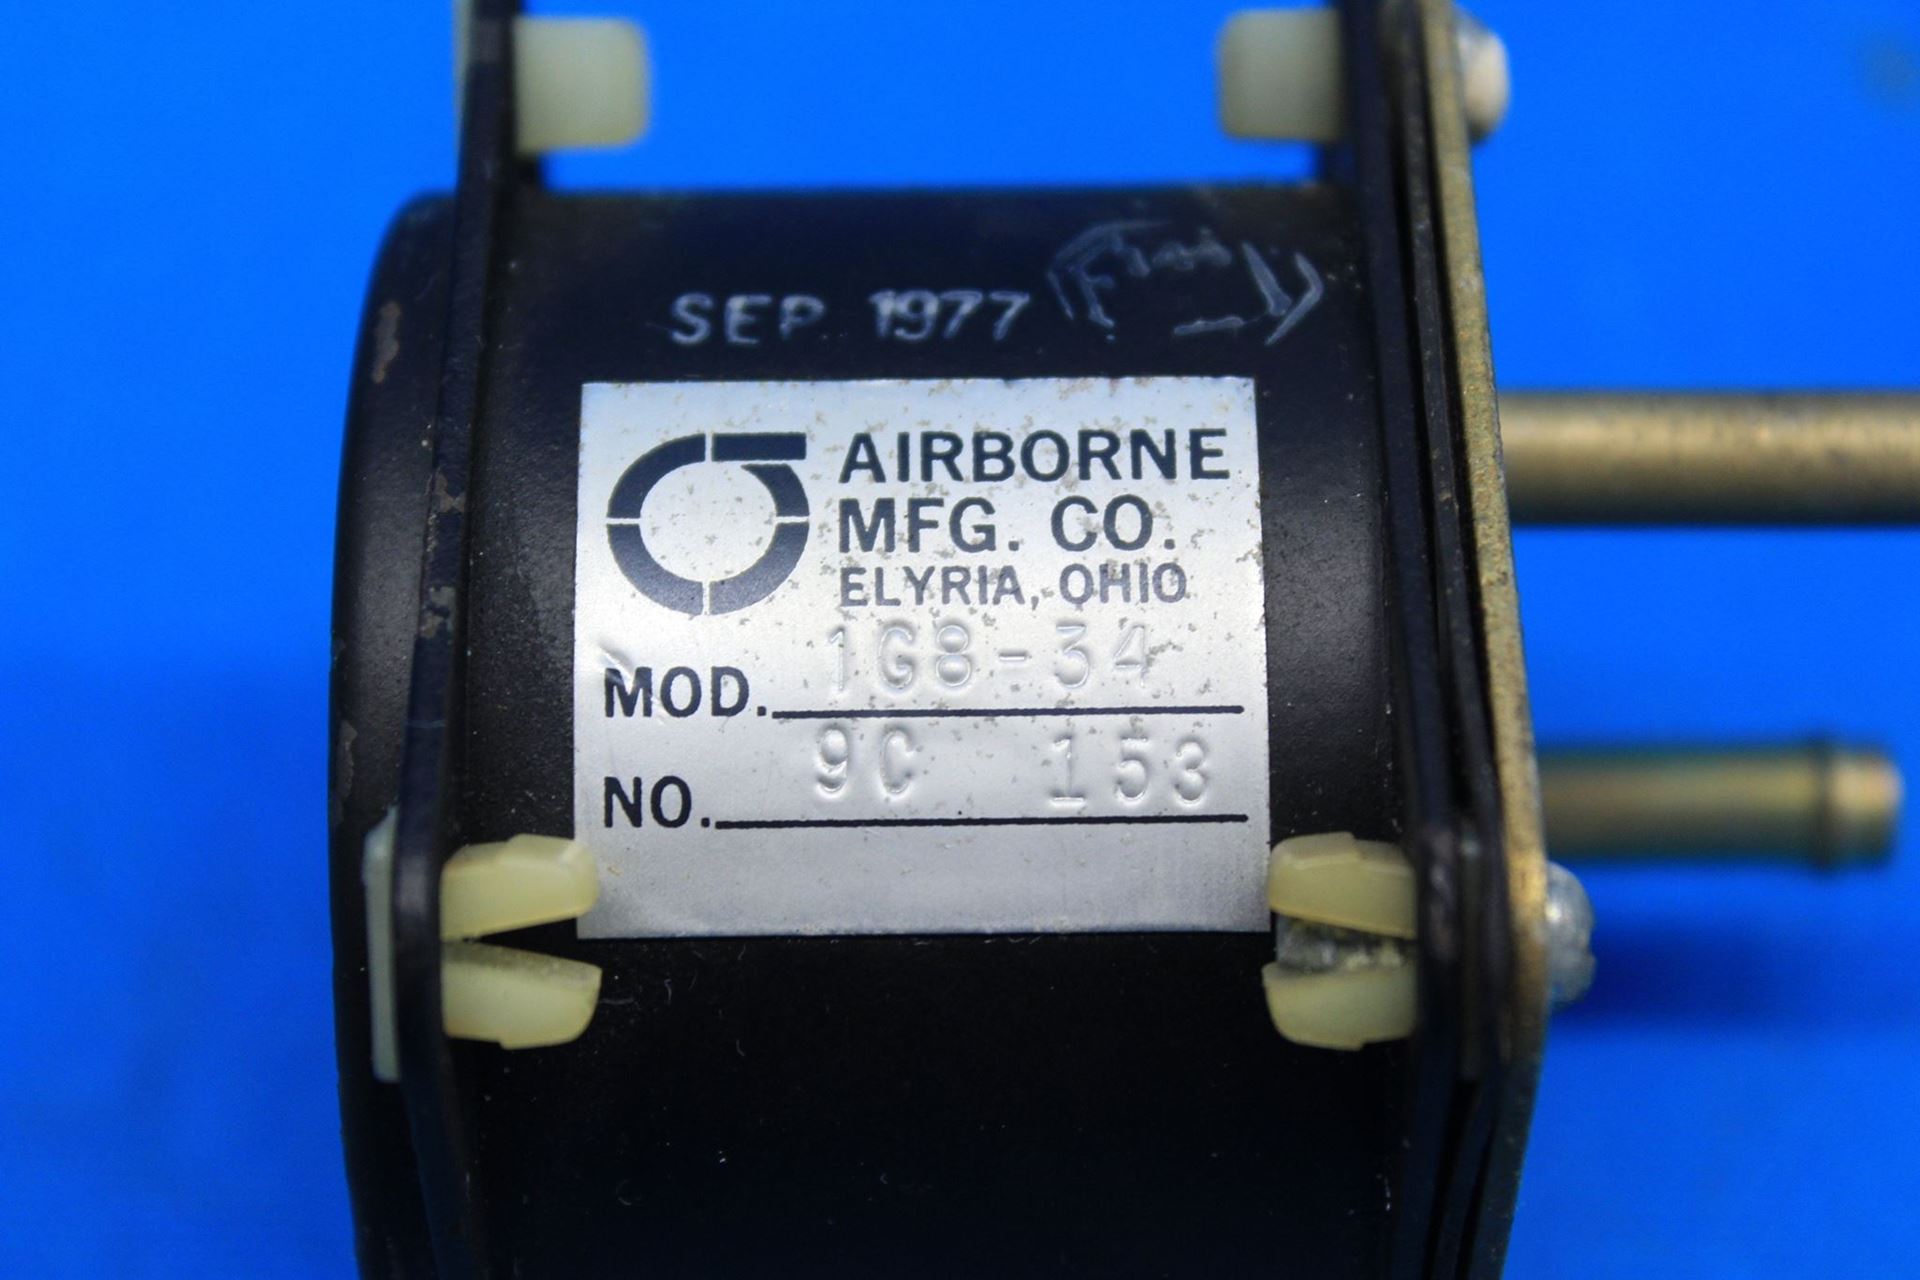 SEP 1977
AIRBORNE
MFG. CO.
ELYRIA, OHIO
MOD. 1G8-34
NO. 9C 153